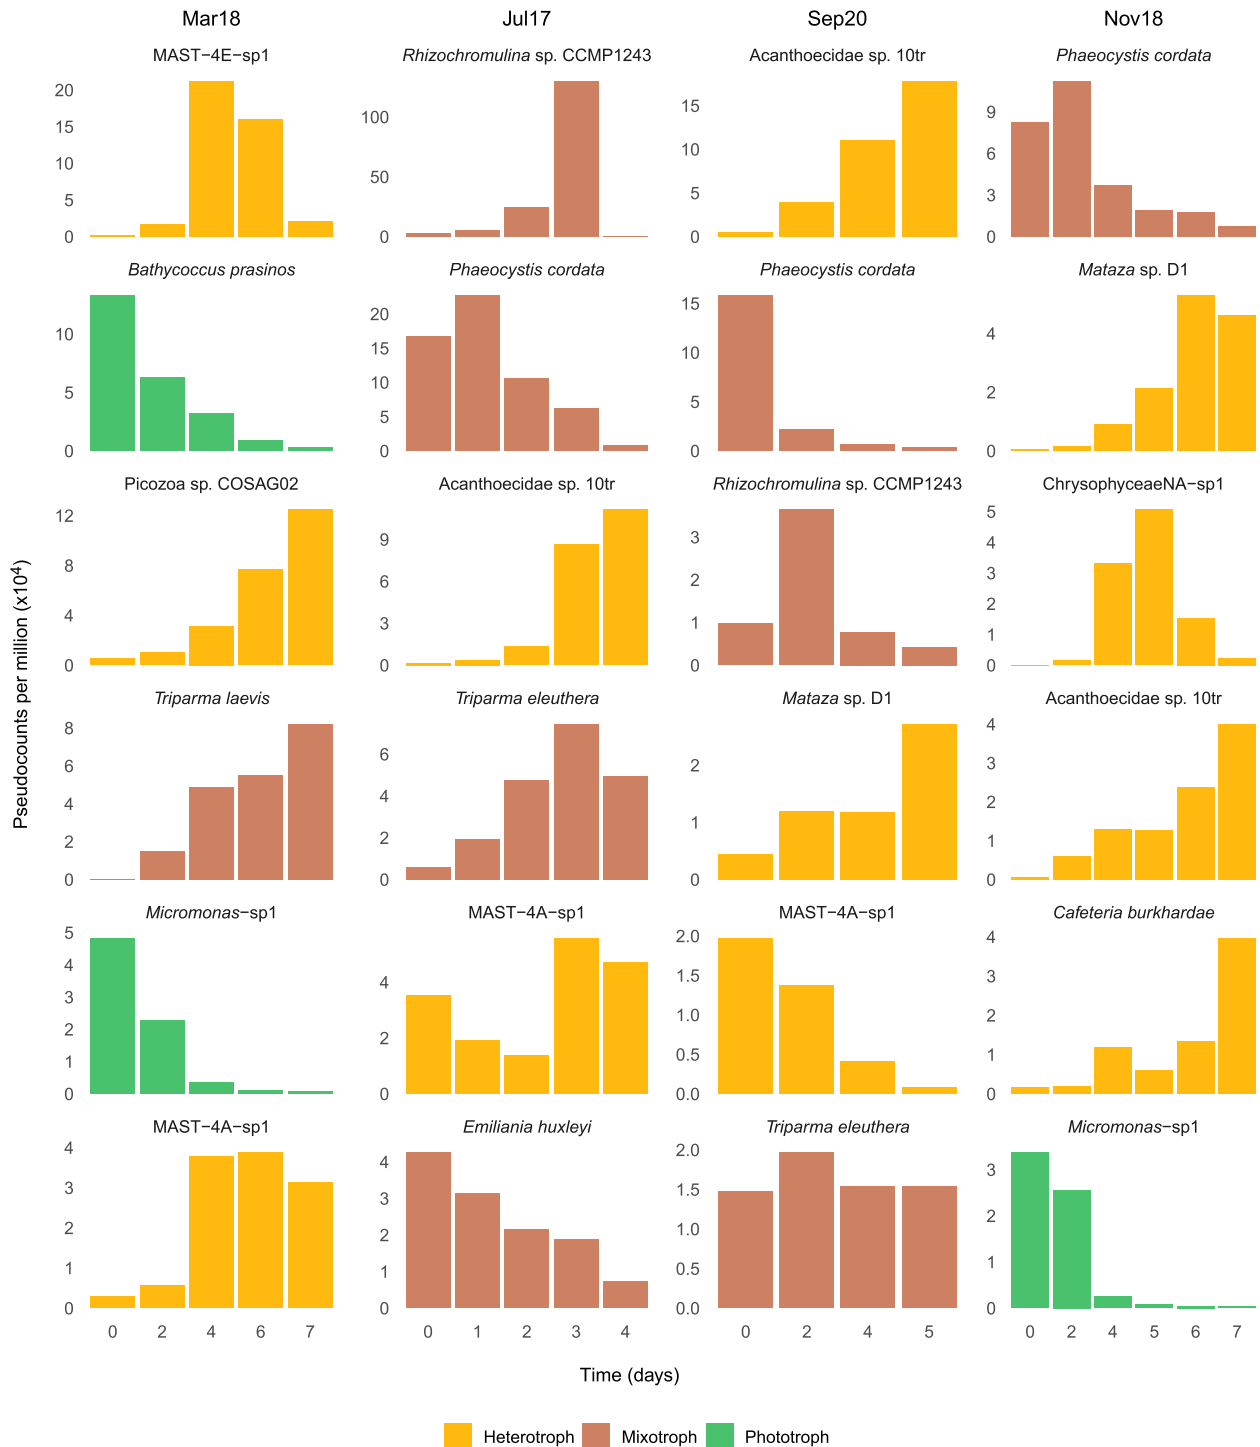 Mar18 Jul17 Sep20 Nov18
MAST−4E−sp1 Rhizochromulina sp. CCMP1243 Acanthoecidae sp. 10tr Phaeocystis cordata
20 15 10 5 0
100 50 0
15 10 5 0
9 6 3 0
Bathycoccus prasinos Phaeocystis cordata Phaeocystis cordata Mataza sp. D1
10 5 0
20 15 10 5 0
15 10 5 0
4 2 0
Picozoa sp. COSAG02 Acanthoecidae sp. 10tr Rhizochromulina sp. CCMP1243 ChrysophyceaeNA−sp1
12 8 4 0
9 6 3 0
3 2 1 0
5 4 3 2 1 0
Pseudocounts per million (x10⁴)
Triparma laevis Triparma eleuthera Mataza sp. D1 Acanthoecidae sp. 10tr
8 6 4 2 0
6 4 2 0
2 1 0
4 3 2 1 0
Micromonas−sp1 MAST−4A−sp1 MAST−4A−sp1 Cafeteria burkhardae
5 4 3 2 1 0
4 2 0
2.0 1.5 1.0 0.5 0.0
4 3 2 1 0
MAST−4A−sp1 Emiliania huxleyi Triparma eleuthera Micromonas−sp1
4 3 2 1 0
4 3 2 1 0
2.0 1.5 1.0 0.5 0.0
3 2 1 0
0 2 4 6 7 0 1 2 3 4 0 2 4 5 0 2 4 5 6 7
Time (days)
Heterotroph Mixotroph Phototroph